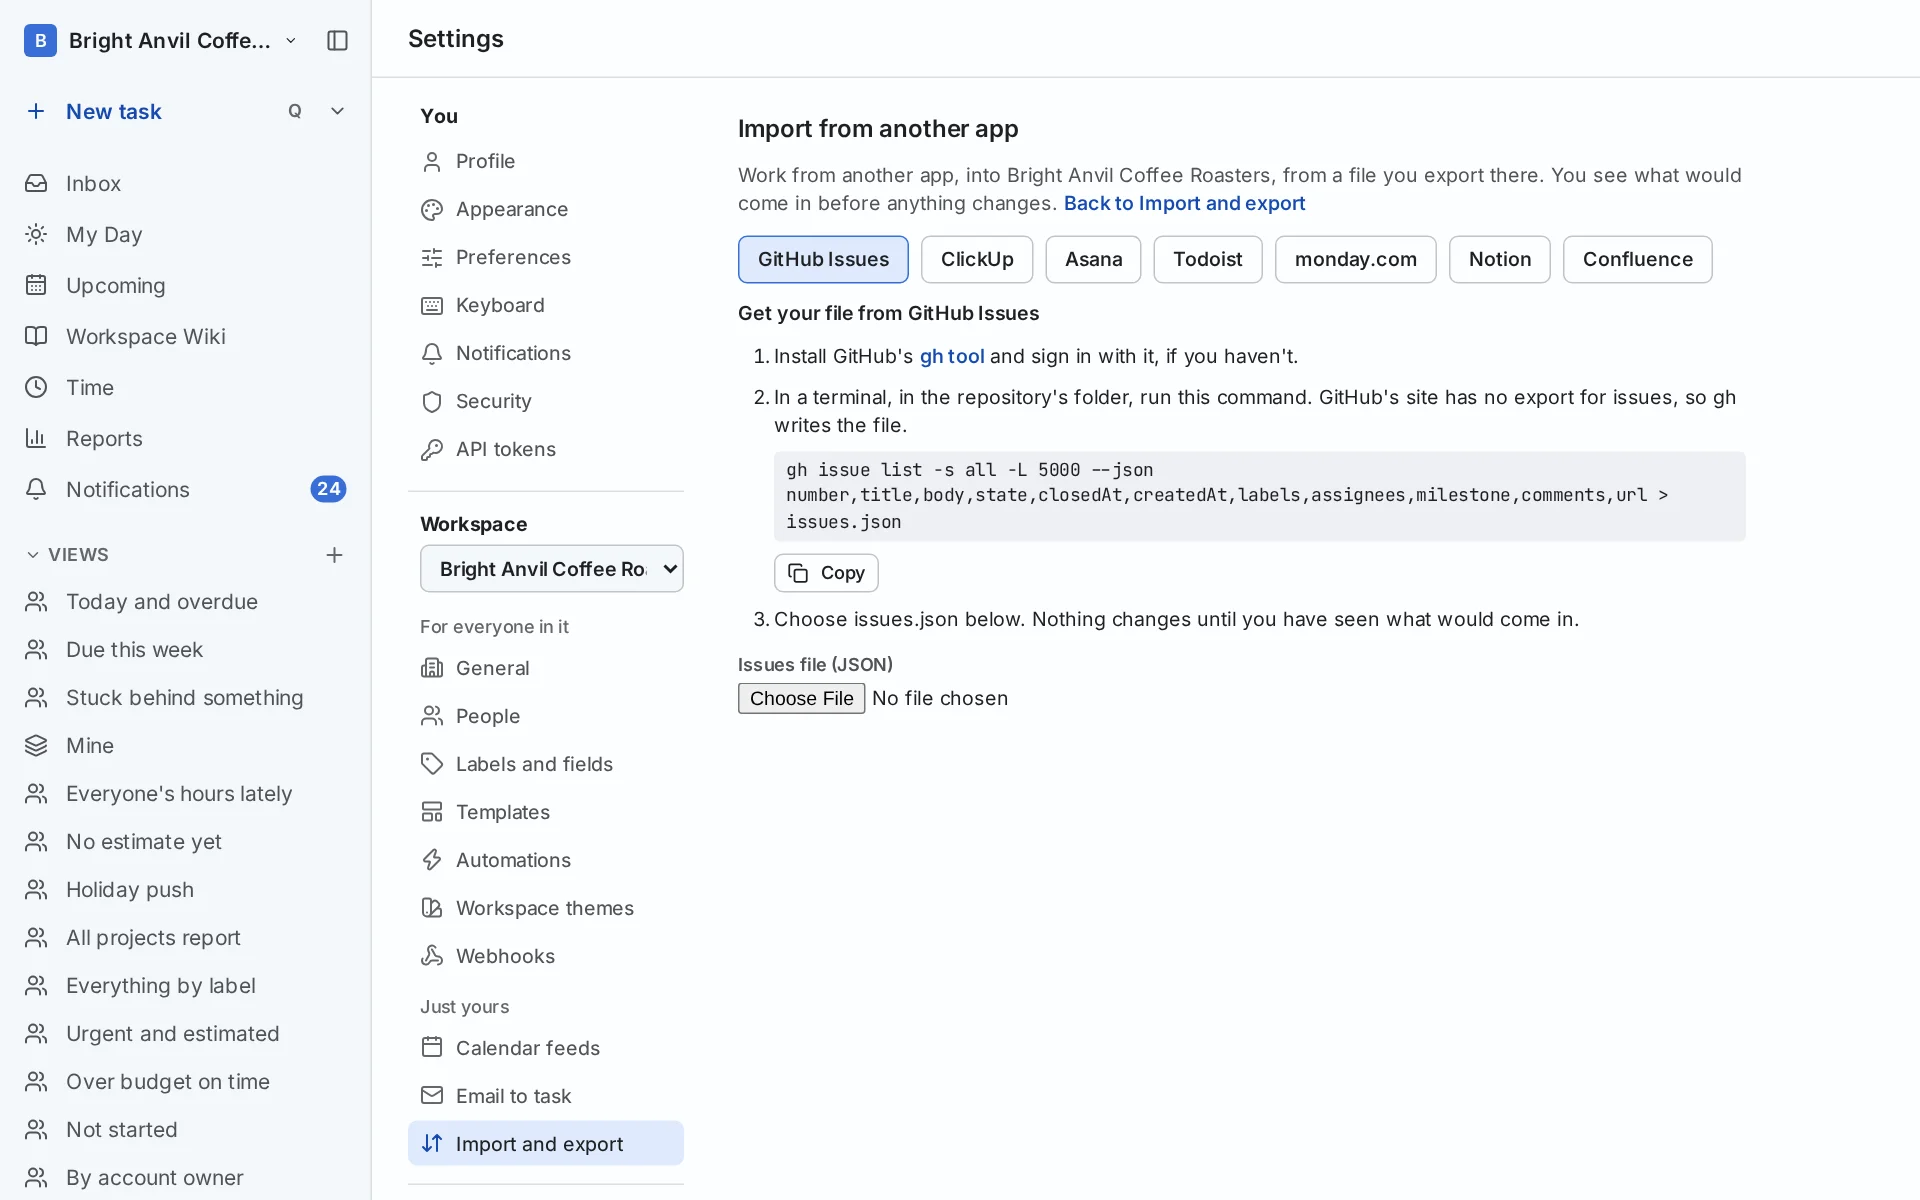 B Bright Anvil Coffe...
New task Q
Inbox
My Day
Upcoming
Workspace Wiki
Time
Reports
Notifications 24
VIEWS
Today and overdue
Due this week
Stuck behind something
Mine
Everyone's hours lately
No estimate yet
Holiday push
All projects report
Everything by label
Urgent and estimated
Over budget on time
Not started
By account owner
Settings
You
Profile
Appearance
Preferences
Keyboard
Notifications
Security
API tokens
Workspace
Bright Anvil Coffee Ro
For everyone in it
General
People
Labels and fields
Templates
Automations
Workspace themes
Webhooks
Just yours
Calendar feeds
Email to task
Import and export
Import from another app
Work from another app, into Bright Anvil Coffee Roasters, from a file you export there. You see what would
come in before anything changes. Back to Import and export
GitHub Issues ClickUp Asana Todoist monday.com Notion Confluence
Get your file from GitHub Issues
1. Install GitHub's gh tool and sign in with it, if you haven't.
2. In a terminal, in the repository's folder, run this command. GitHub's site has no export for issues, so gh
writes the file.
gh issue list -s all -L 5000 --json
number,title,body,state,closedAt,createdAt,labels,assignees,milestone,comments,url >
issues.json
Copy
3. Choose issues.json below. Nothing changes until you have seen what would come in.
Issues file (JSON)
Choose File No file chosen